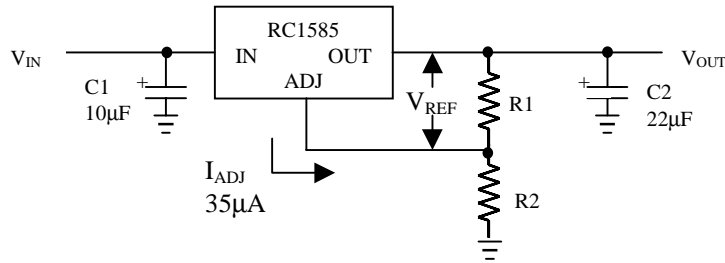 RC1585
V_IN
IN
OUT
V_OUT
ADJ
+
C1
10µF
V_REF
R1
+
C2
22µF
I_ADJ
35µA
R2